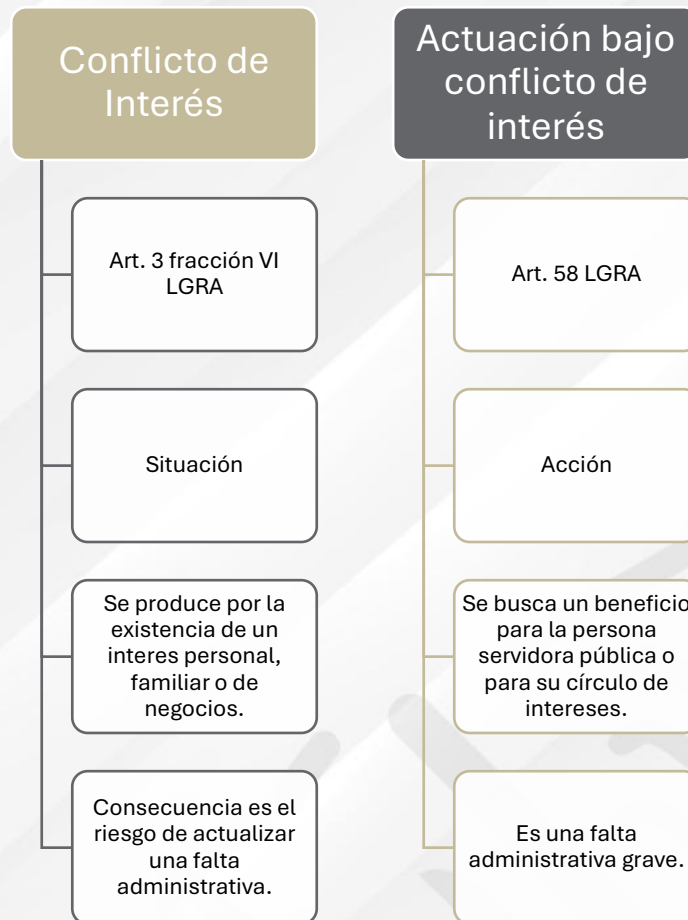 Conflicto de
Interés
Art. 3 fracción VI
LGRA
Situación
Se produce por la
existencia de un
interes personal,
familiar o de
negocios.
Consecuencia es el
riesgo de actualizar
una falta
administrativa.
Actuación bajo
conflicto de
interés
Art. 58 LGRA
Acción
Se busca un beneficio
para la persona
servidora pública o
para su círculo de
intereses.
Es una falta
administrativa grave.